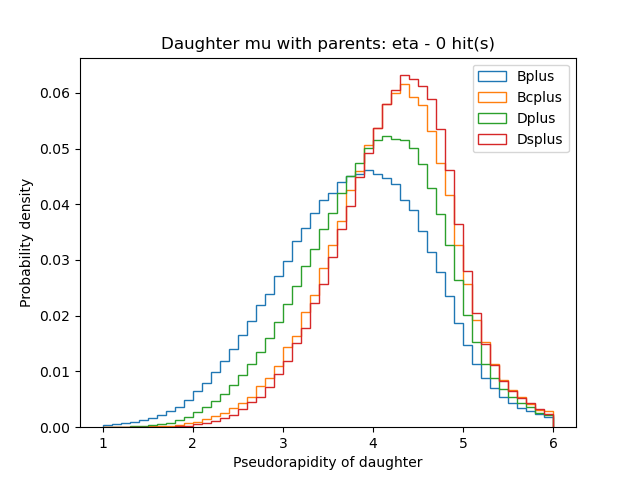 Daughter mu with parents: eta - 0 hit(s)
Bplus
Bcplus
Dplus
Dsplus
Probability density
0.06
0.05
0.04
0.03
0.02
0.01
0.00
1 2 3 4 5 6
Pseudorapidity of daughter